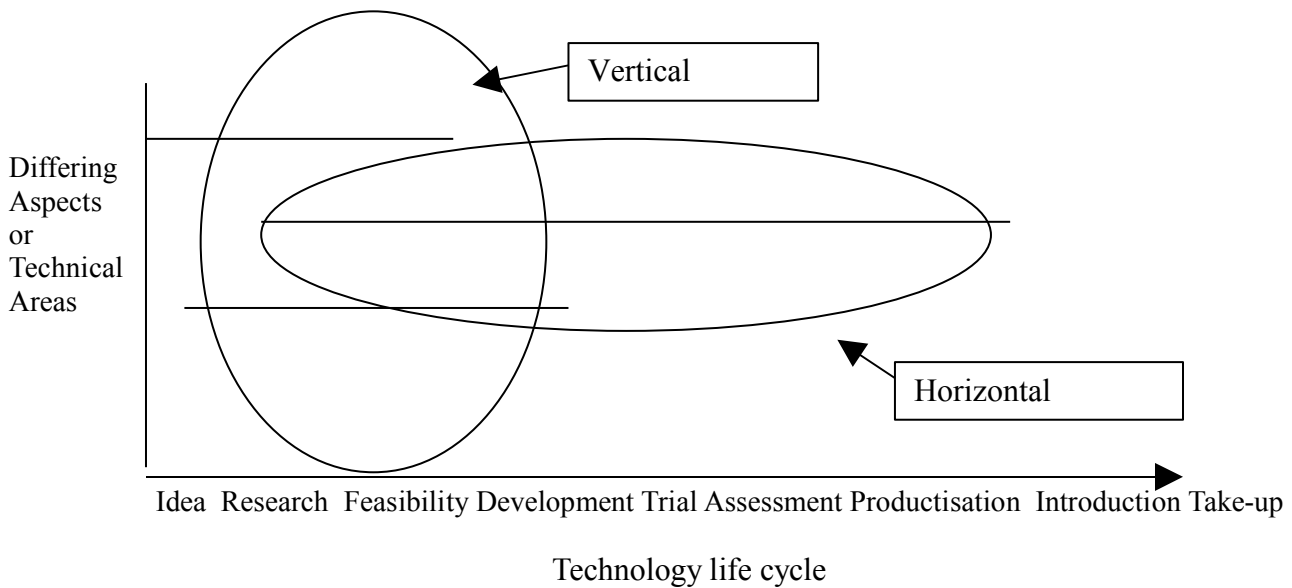 Vertical
Differing
Aspects
or
Technical
Areas
Horizontal
Idea Research Feasibility Development Trial Assessment Productisation Introduction Take-up
Technology life cycle